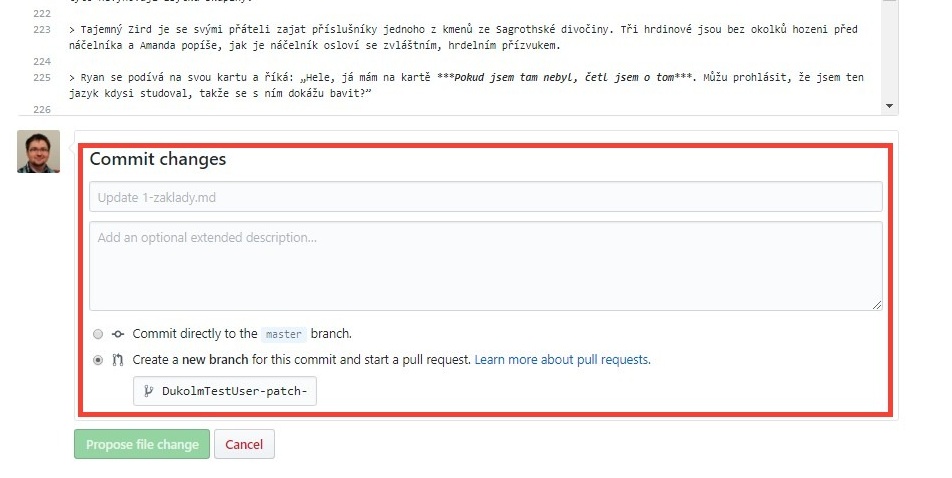 222
223 > Tajemný Zird je se svými přáteli zajat příslušníky jednoho z kmenů ze Sagrothské divočiny. Tři hrdinové jsou bez okolků hozeni před
náčelníka a Amanda popíše, jak je náčelník osloví se zvláštním, hrdelním přízvukem.
224
225 > Ryan se podívá na svou kartu a říká: „Hele, já mám na kartě ***Pokud jsem tam nebyl, četl jsem o tom***. Můžu prohlásit, že jsem ten
jazyk kdysi studoval, takže se s ním dokážu bavit?”
226
Commit changes
Update 1-zaklady.md
Add an optional extended description...
Commit directly to the master branch.
Create a new branch for this commit and start a pull request. Learn more about pull requests.
DukolmTestUser-patch-
Propose file change Cancel